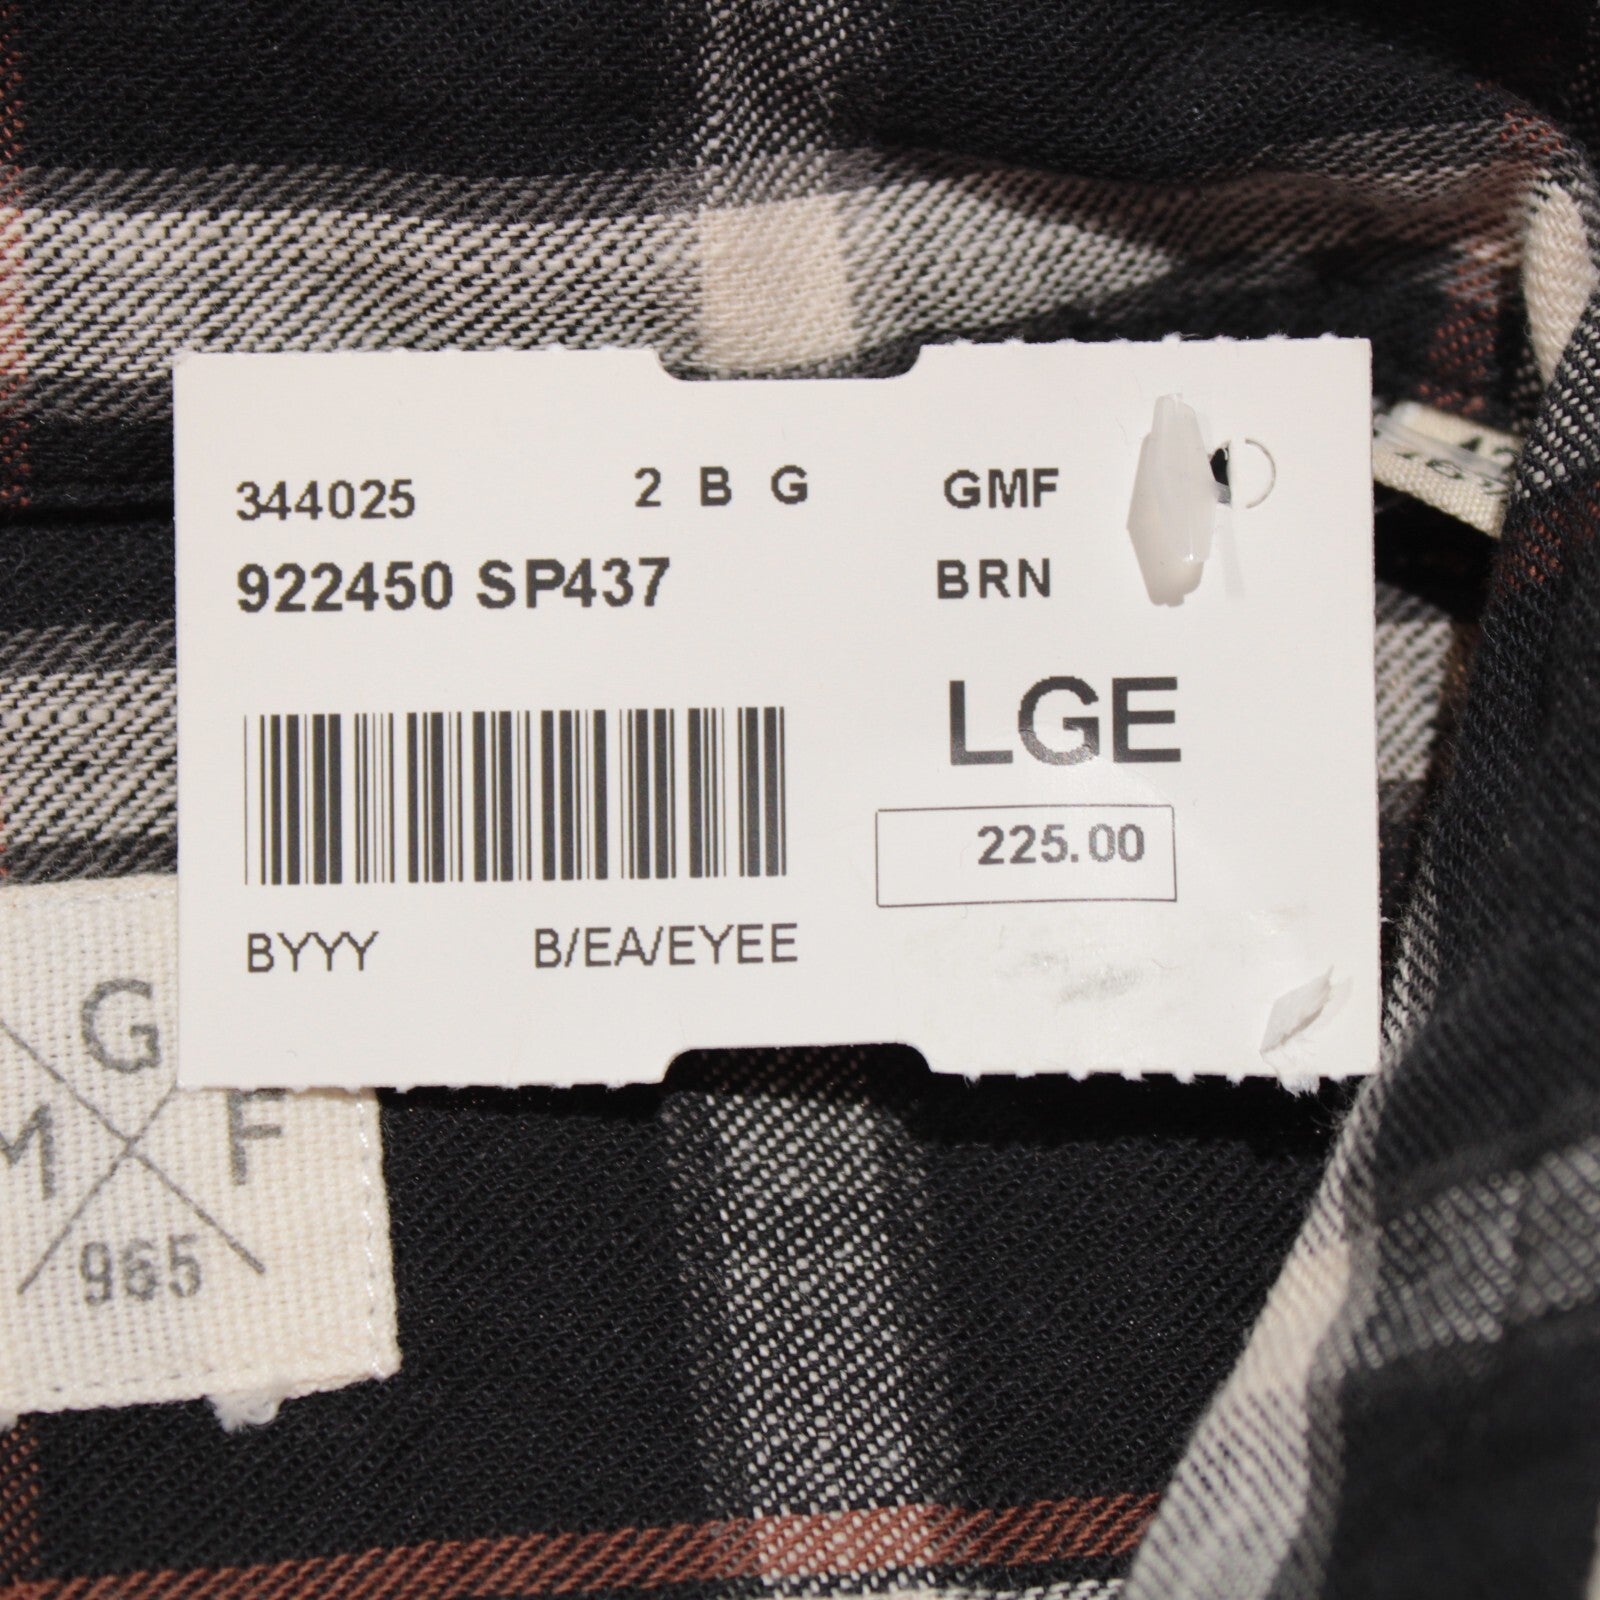 344025 2 B G GMF
922450 SP437 BRN
LGE
225.00
BYYY B/EA/EYEE
G
M F
965